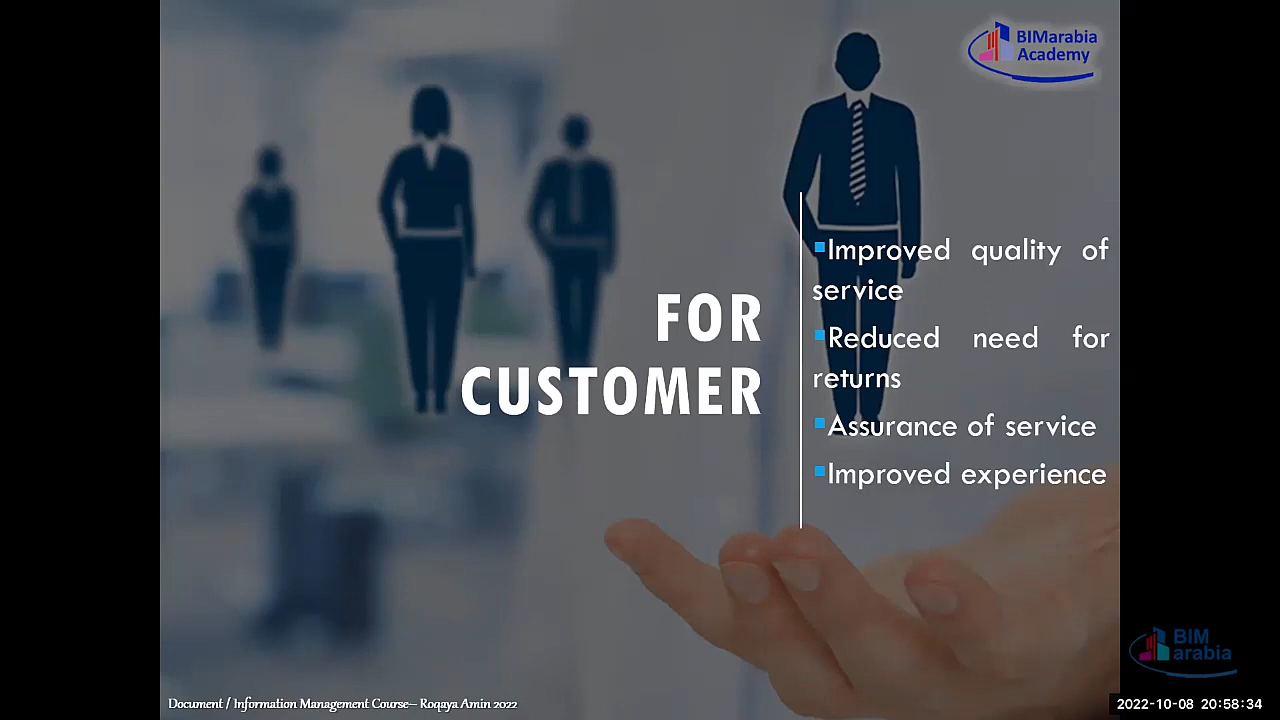 BIMarabia
Academy
FOR
CUSTOMER
Improved quality of
service
Reduced need for
returns
Assurance of service
Improved experience
BIM
arabia
Document / Information Management Course– Roqaya Amin 2022
2022-10-08 20:58:34